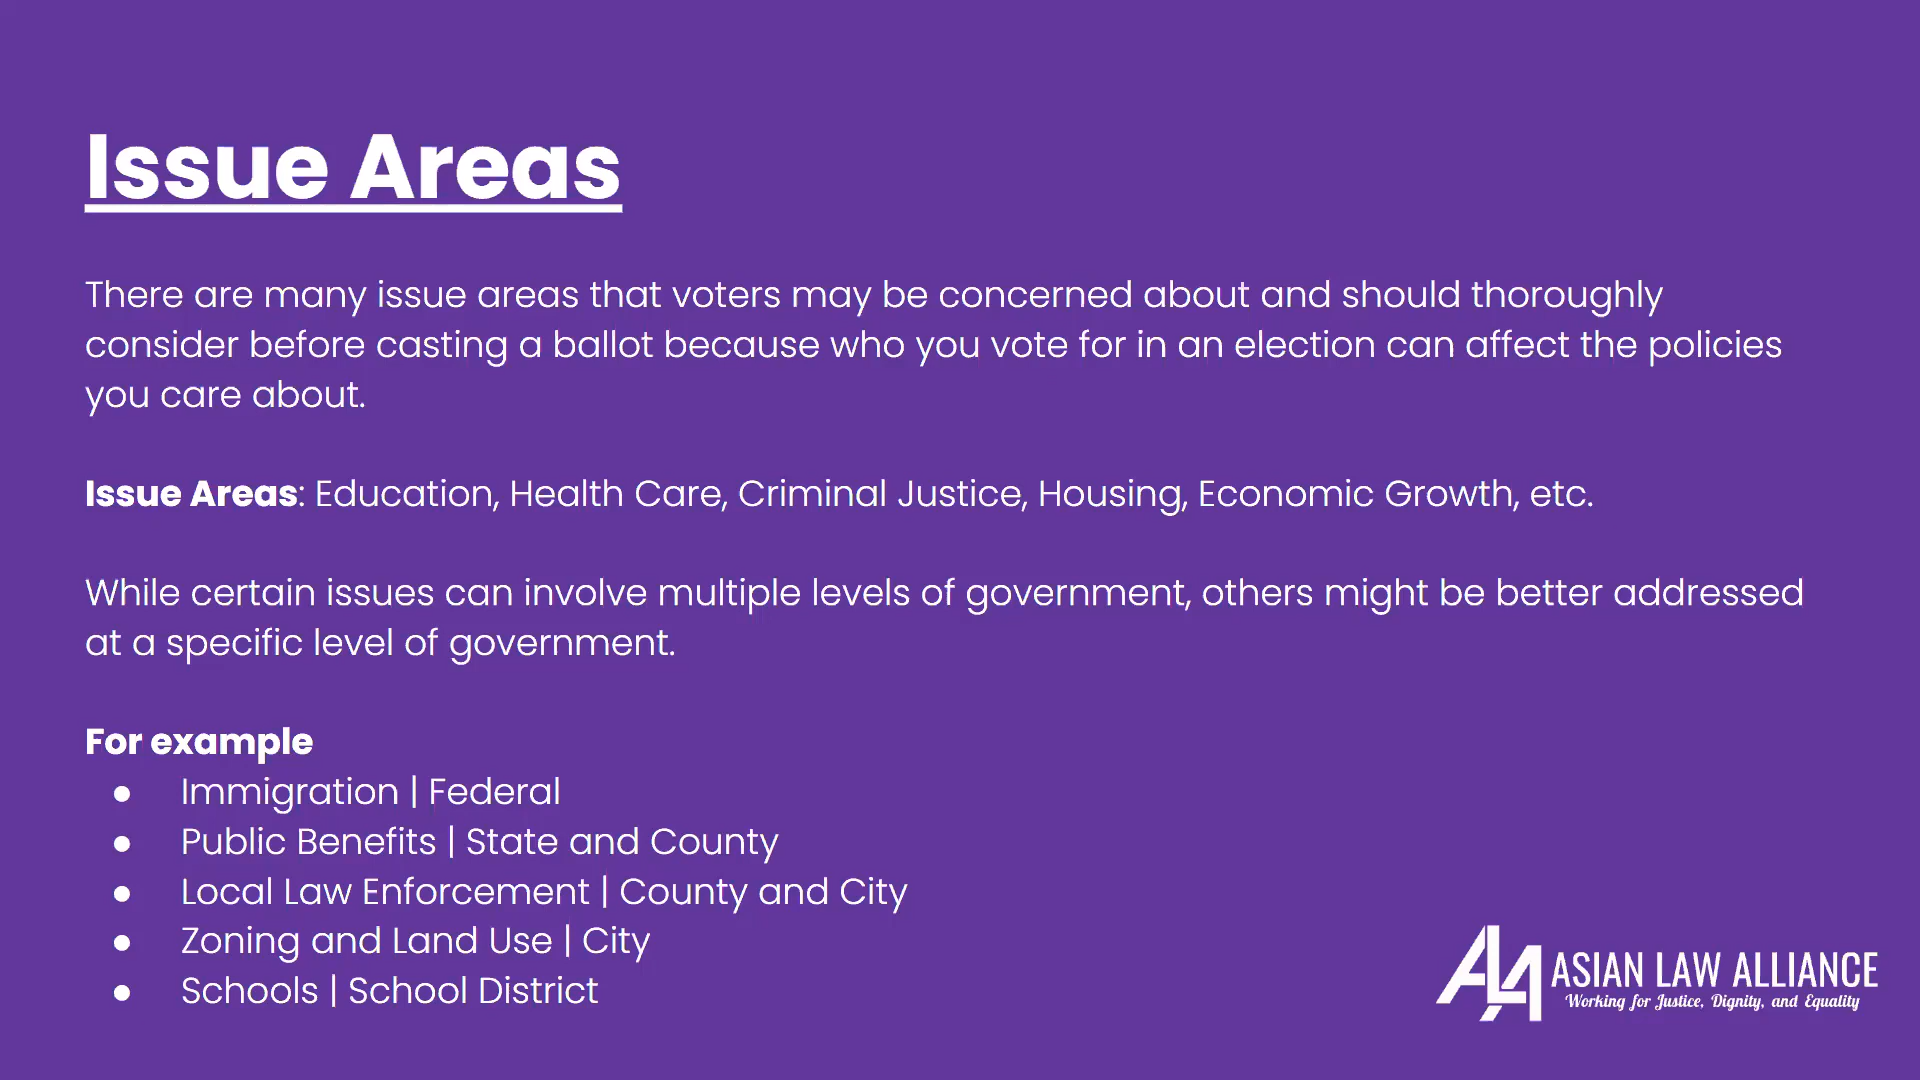 Issue Areas
There are many issue areas that voters may be concerned about and should thoroughly
consider before casting a ballot because who you vote for in an election can affect the policies
you care about.
Issue Areas: Education, Health Care, Criminal Justice, Housing, Economic Growth, etc.
While certain issues can involve multiple levels of government, others might be better addressed
at a specific level of government.
For example
● Immigration | Federal
● Public Benefits | State and County
● Local Law Enforcement | County and City
● Zoning and Land Use | City
● Schools | School District
ALA ASIAN LAW ALLIANCE
Working for Justice, Dignity, and Equality